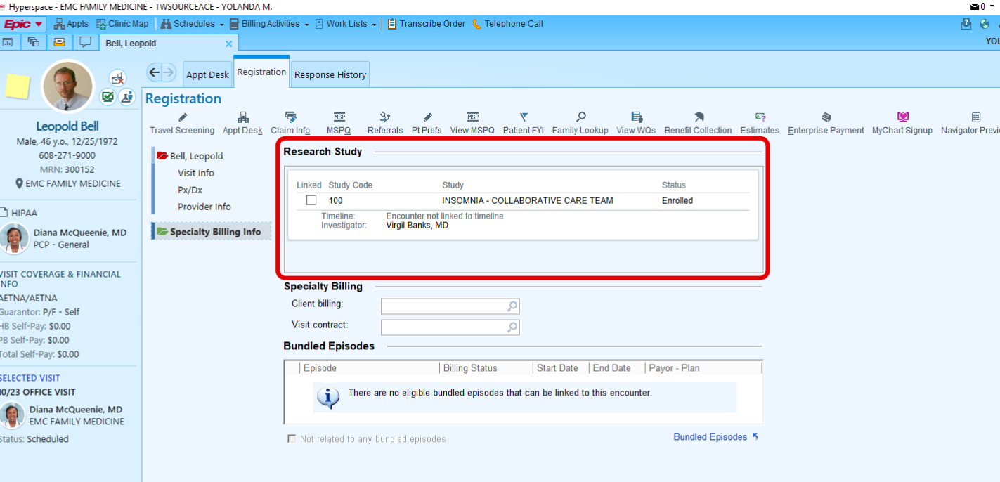 Hyperspace - EMC FAMILY MEDICINE - TWSOURCEACE - YOLANDA M.
0
Epic Appts Clinic Map Schedules Billing Activities Work Lists Transcribe Order Telephone Call
Bell, Leopold
YOL
Appt Desk Registration Response History
Registration
Travel Screening Appt Desk Claim Info MSPQ Referrals Pt Prefs View MSPQ Patient FYI Family Lookup View WQs Benefit Collection Estimates Enterprise Payment MyChart Signup Navigator Previ
Leopold Bell
Male, 46 y.o., 12/25/1972
608-271-9000
MRN: 300152
EMC FAMILY MEDICINE
HIPAA
Diana McQueenie, MD
PCP - General
VISIT COVERAGE & FINANCIAL
INFO
AETNA/AETNA
Guarantor: P/F - Self
HB Self-Pay: $0.00
PB Self-Pay: $0.00
Total Self-Pay: $0.00
SELECTED VISIT
10/23 OFFICE VISIT
Diana McQueenie, MD
EMC FAMILY MEDICINE
Status: Scheduled
Bell, Leopold
Visit Info
Px/Dx
Provider Info
Specialty Billing Info
Research Study
Linked Study Code Study Status
100 INSOMNIA - COLLABORATIVE CARE TEAM Enrolled
Timeline: Encounter not linked to timeline
Investigator: Virgil Banks, MD
Specialty Billing
Client billing:
Visit contract:
Bundled Episodes
Episode Billing Status Start Date End Date Payor - Plan
There are no eligible bundled episodes that can be linked to this encounter.
Not related to any bundled episodes
Bundled Episodes